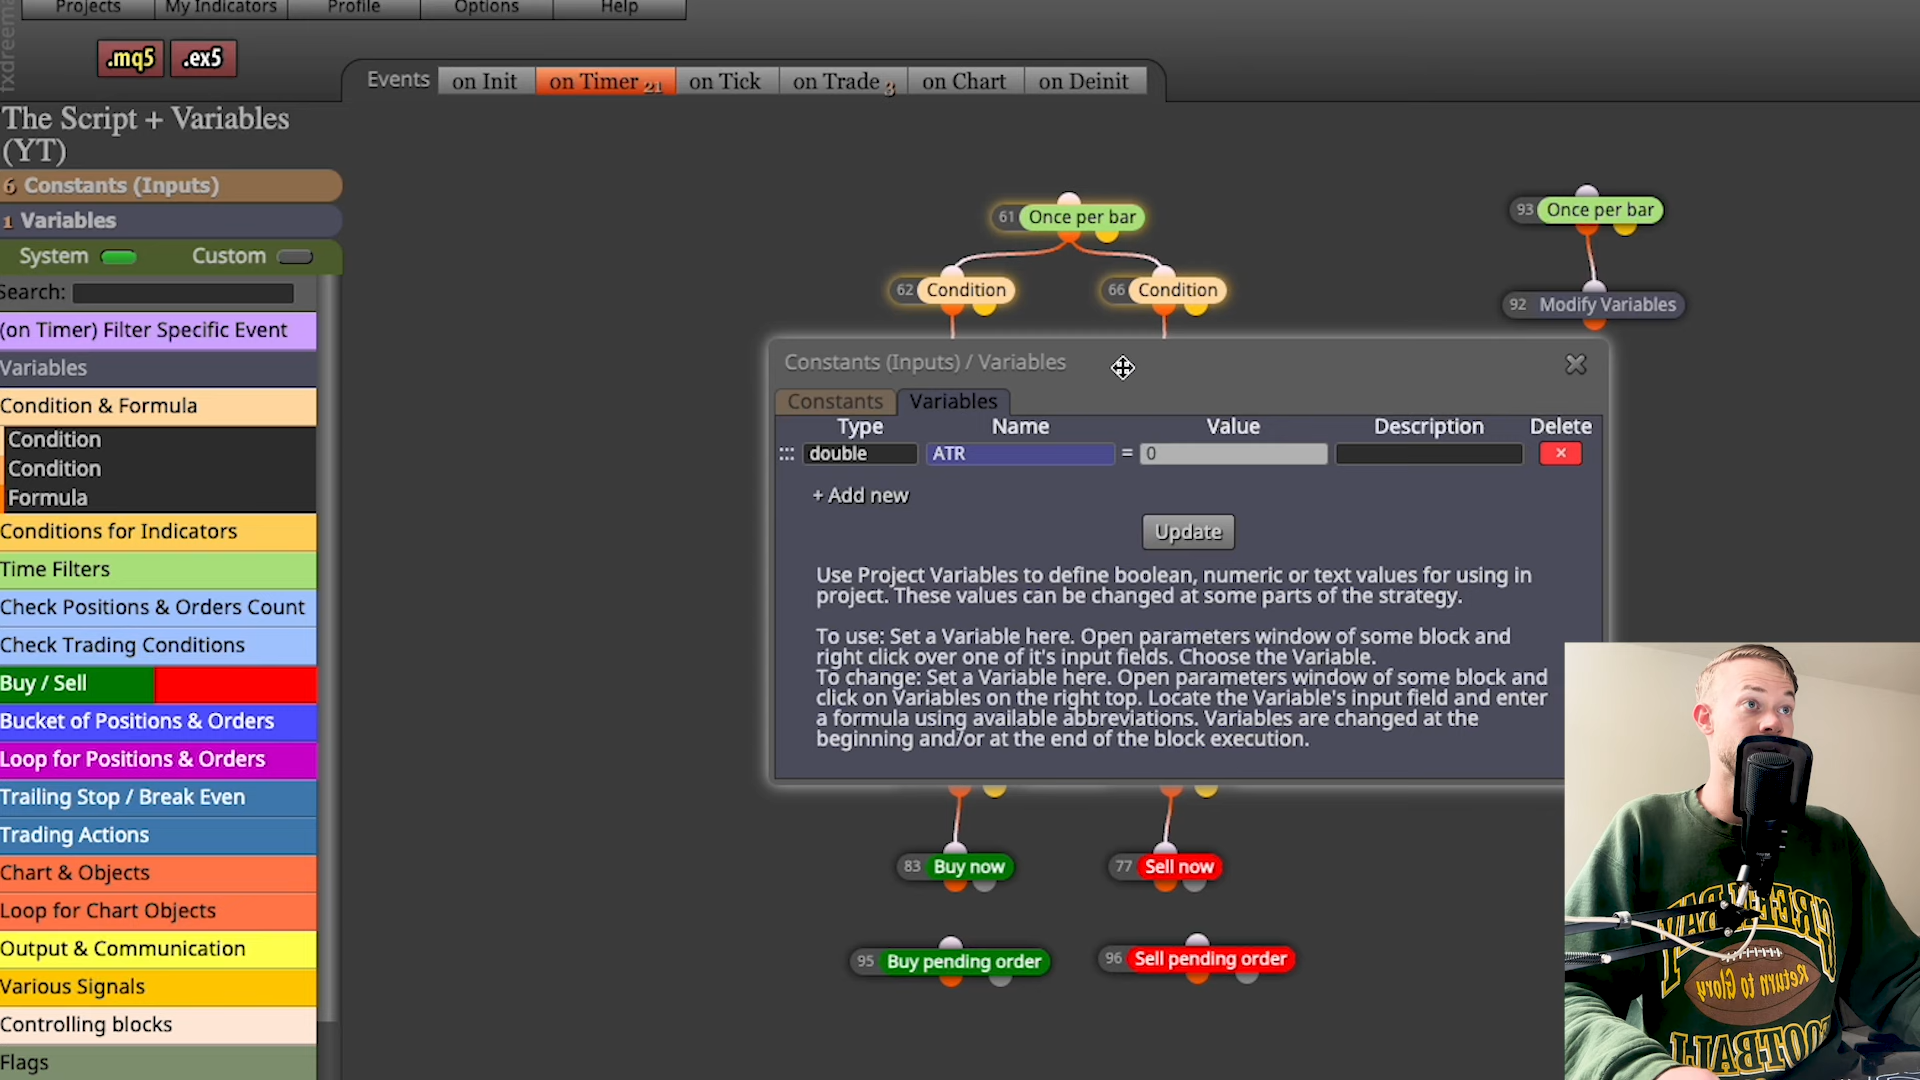 Projects
My Indicators
Profile
Options
Help
fxdreema
.mq5
.ex5
Events
on Init
on Timer 21
on Tick
on Trade 3
on Chart
on Deinit
The Script + Variables
(YT)
6 Constants (Inputs)
1 Variables
System
Custom
Search:
(on Timer) Filter Specific Event
Variables
Condition & Formula
Condition
Condition
Formula
Conditions for Indicators
Time Filters
Check Positions & Orders Count
Check Trading Conditions
Buy / Sell
Bucket of Positions & Orders
Loop for Positions & Orders
Trailing Stop / Break Even
Trading Actions
Chart & Objects
Loop for Chart Objects
Output & Communication
Various Signals
Controlling blocks
Flags
61 Once per bar
93 Once per bar
62 Condition
66 Condition
92 Modify Variables
Constants (Inputs) / Variables
Constants
Variables
Type
Name
Value
Description
Delete
::: double
ATR
= 0
×
+ Add new
Update
Use Project Variables to define boolean, numeric or text values for using in
project. These values can be changed at some parts of the strategy.
To use: Set a Variable here. Open parameters window of some block and
right click over one of it's input fields. Choose the Variable.
To change: Set a Variable here. Open parameters window of some block and
click on Variables on the right top. Locate the Variable's input field and enter
a formula using available abbreviations. Variables are changed at the
beginning and/or at the end of the block execution.
83 Buy now
77 Sell now
95 Buy pending order
96 Sell pending order
GREEN BAY
Return to Glory
FOOTBALL